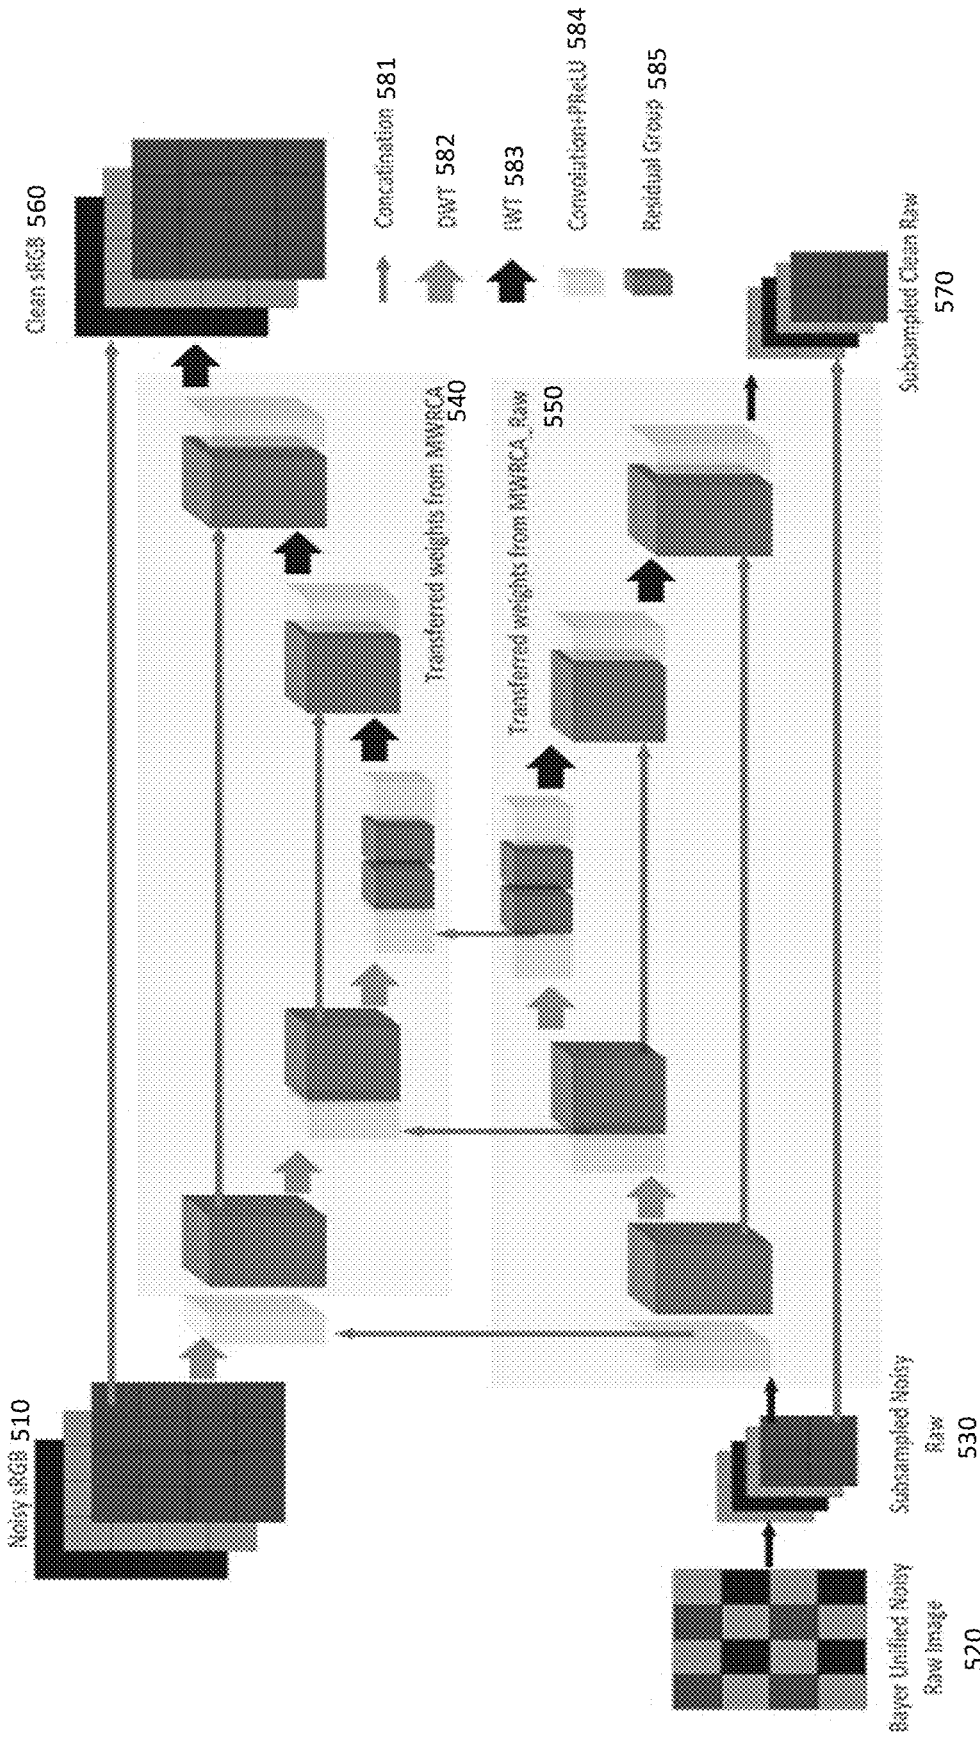 Noisy sRGB 510
Clean sRGB 560
Concatination 581
DWT 582
IWT 583
Convolution+PReLU 584
Residual Group 585
Transferred weights from MWRCA
540
Transferred weights from MWRCA_Raw
550
Bayer Unified Noisy
Raw Image
520
Subsampled Noisy
Raw
530
Subsampled Clean Raw
570